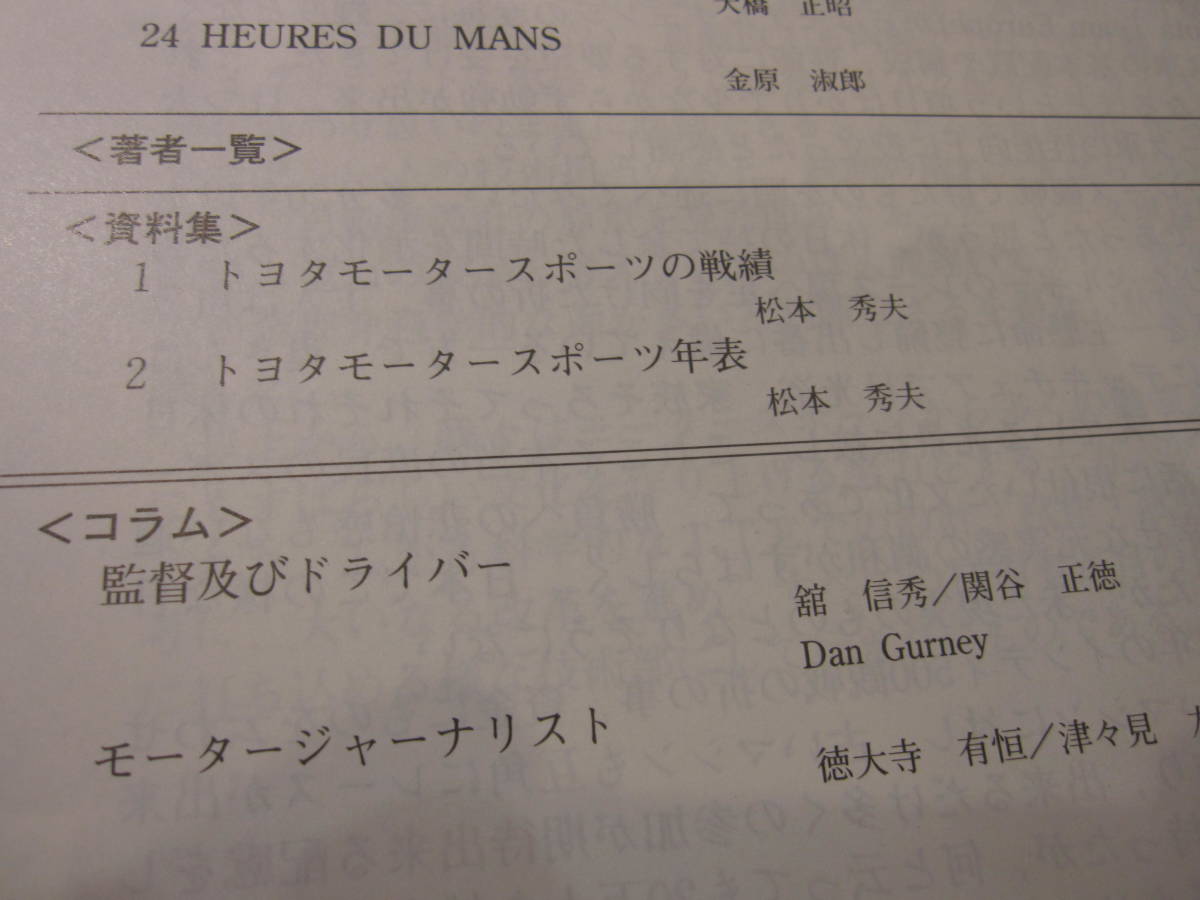 大橋 正昭
24 HEURES DU MANS
金原 淑郎
＜著者一覧＞
＜資料集＞
1 トヨタモータースポーツの戦績
松本 秀夫
2 トヨタモータースポーツ年表
松本 秀夫
＜コラム＞
監督及びドライバー
舘 信秀／関谷 正徳
Dan Gurney
モータージャーナリスト
徳大寺 有恒／津々見